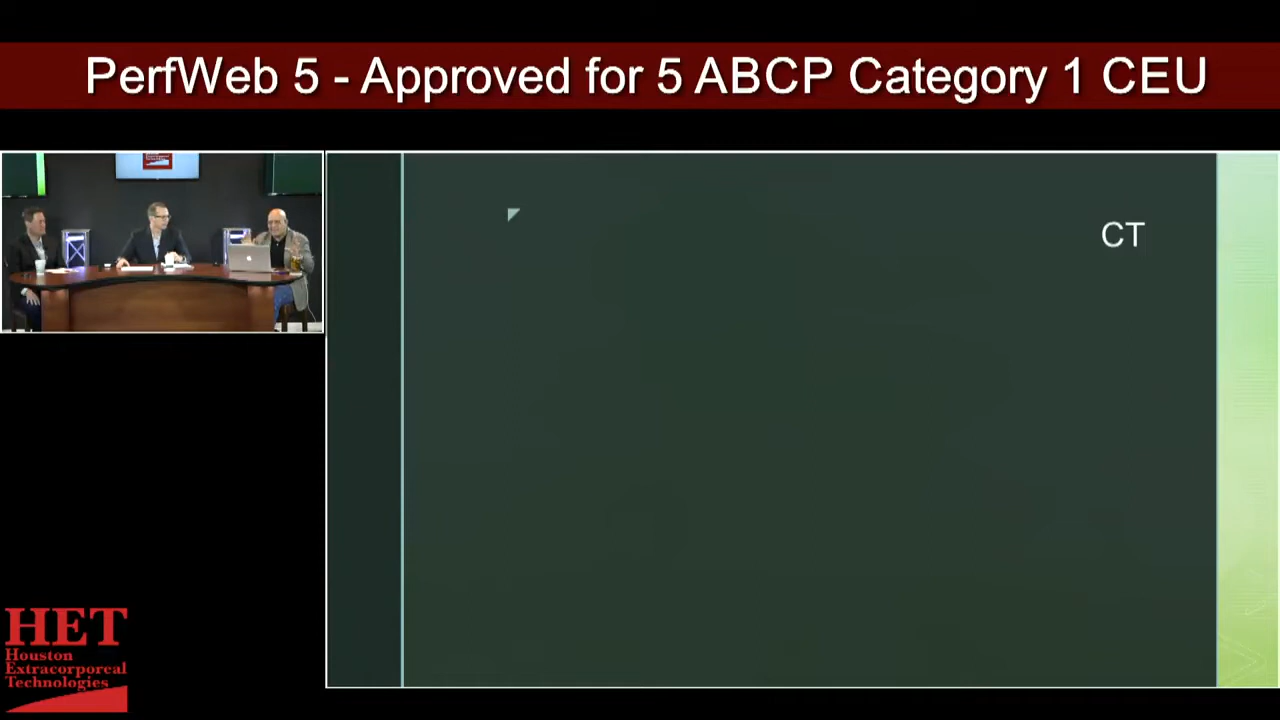 PerfWeb 5 - Approved for 5 ABCP Category 1 CEU
CT
HET
Houston
Extracorporeal
Technologies